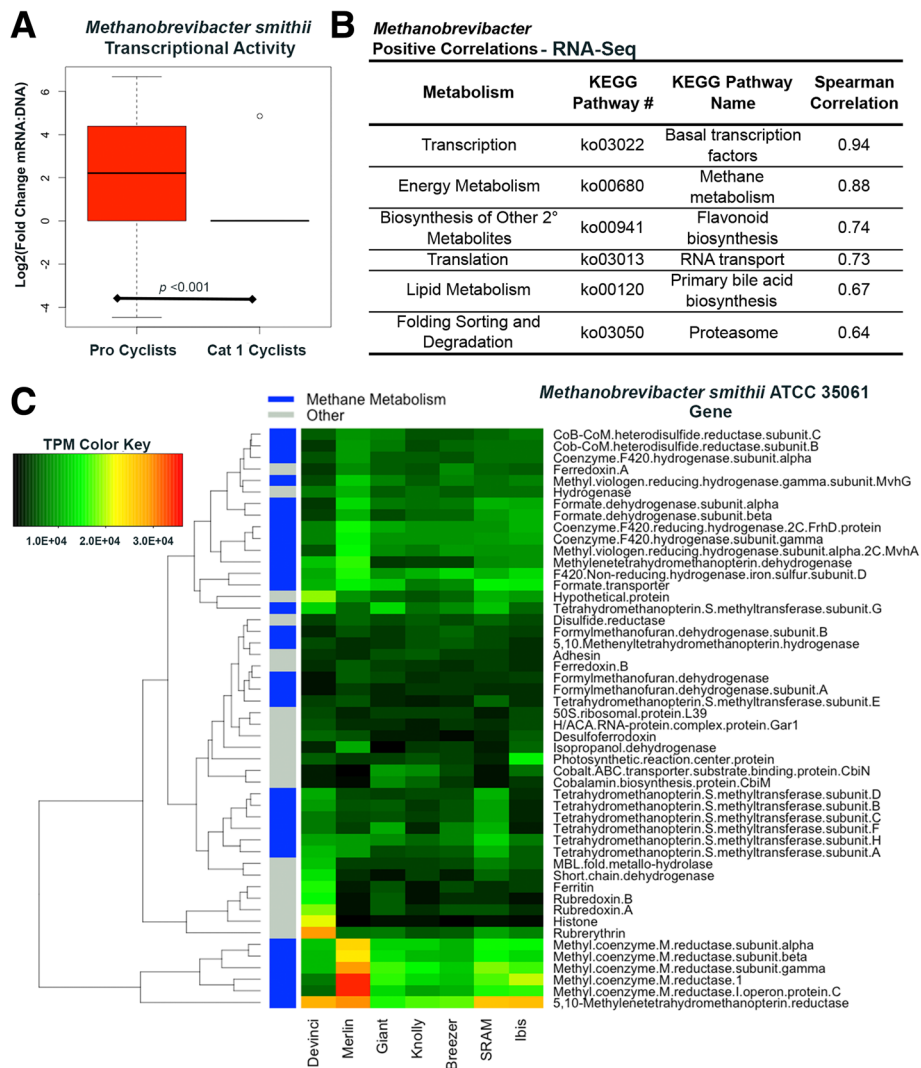 A
Methanobrevibacter smithii
Transcriptional Activity
Log2(Fold Change mRNA:DNA)
6
4
2
0
-2
-4
p <0.001
Pro Cyclists
Cat 1 Cyclists
B
Methanobrevibacter
Positive Correlations - RNA-Seq
Metabolism
KEGG Pathway #
KEGG Pathway Name
Spearman Correlation
Transcription
ko03022
Basal transcription factors
0.94
Energy Metabolism
ko00680
Methane metabolism
0.88
Biosynthesis of Other 2° Metabolites
ko00941
Flavonoid biosynthesis
0.74
Translation
ko03013
RNA transport
0.73
Lipid Metabolism
ko00120
Primary bile acid biosynthesis
0.67
Folding Sorting and Degradation
ko03050
Proteasome
0.64
C
Methane Metabolism
Other
TPM Color Key
1.0E+04
2.0E+04
3.0E+04
Methanobrevibacter smithii ATCC 35061
Gene
CoB-CoM.heterodisulfide.reductase.subunit.C
Cob-CoM.heterodisulfide.reductase.subunit.B
Coenzyme.F420.hydrogenase.subunit.alpha
Ferredoxin.A
Methyl.viologen.reducing.hydrogenase.gamma.subunit.MvhG
Hydrogenase
Formate.dehydrogenase.subunit.alpha
Formate.dehydrogenase.subunit.beta
Coenzyme.F420.reducing.hydrogenase.2C.FrhD.protein
Coenzyme.F420.hydrogenase.subunit.gamma
Methyl.viologen.reducing.hydrogenase.subunit.alpha.2C.MvhA
Methylenetetrahydromethanopterin.dehydrogenase
F420.Non-reducing.hydrogenase.iron.sulfur.subunit.D
Formate.transporter
Hypothetical.protein
Tetrahydromethanopterin.S.methyltransferase.subunit.G
Disulfide.reductase
Formylmethanofuran.dehydrogenase.subunit.B
5,10.Methenyltetrahydromethanopterin.hydrogenase
Adhesin
Ferredoxin.B
Formylmethanofuran.dehydrogenase
Formylmethanofuran.dehydrogenase.subunit.A
Tetrahydromethanopterin.S.methyltransferase.subunit.E
50S.ribosomal.protein.L39
H/ACA.RNA-protein.complex.protein.Gar1
Desulfoferrodoxin
Isopropanol.dehydrogenase
Photosynthetic.reaction.center.protein
Cobalt.ABC.transporter.substrate.binding.protein.CbiN
Cobalamin.biosynthesis.protein.CbiM
Tetrahydromethanopterin.S.methyltransferase.subunit.D
Tetrahydromethanopterin.S.methyltransferase.subunit.B
Tetrahydromethanopterin.S.methyltransferase.subunit.C
Tetrahydromethanopterin.S.methyltransferase.subunit.F
Tetrahydromethanopterin.S.methyltransferase.subunit.H
Tetrahydromethanopterin.S.methyltransferase.subunit.A
MBL.fold.metallo-hydrolase
Short.chain.dehydrogenase
Ferritin
Rubredoxin.B
Rubredoxin.A
Histone
Rubrerythrin
Methyl.coenzyme.M.reductase.subunit.alpha
Methyl.coenzyme.M.reductase.subunit.beta
Methyl.coenzyme.M.reductase.subunit.gamma
Methyl.coenzyme.M.reductase.1
Methyl.coenzyme.M.reductase.I.operon.protein.C
5,10-Methylenetetrahydromethanopterin.reductase
Devinci
Merlin
Giant
Knolly
Breezer
SRAM
Ibis